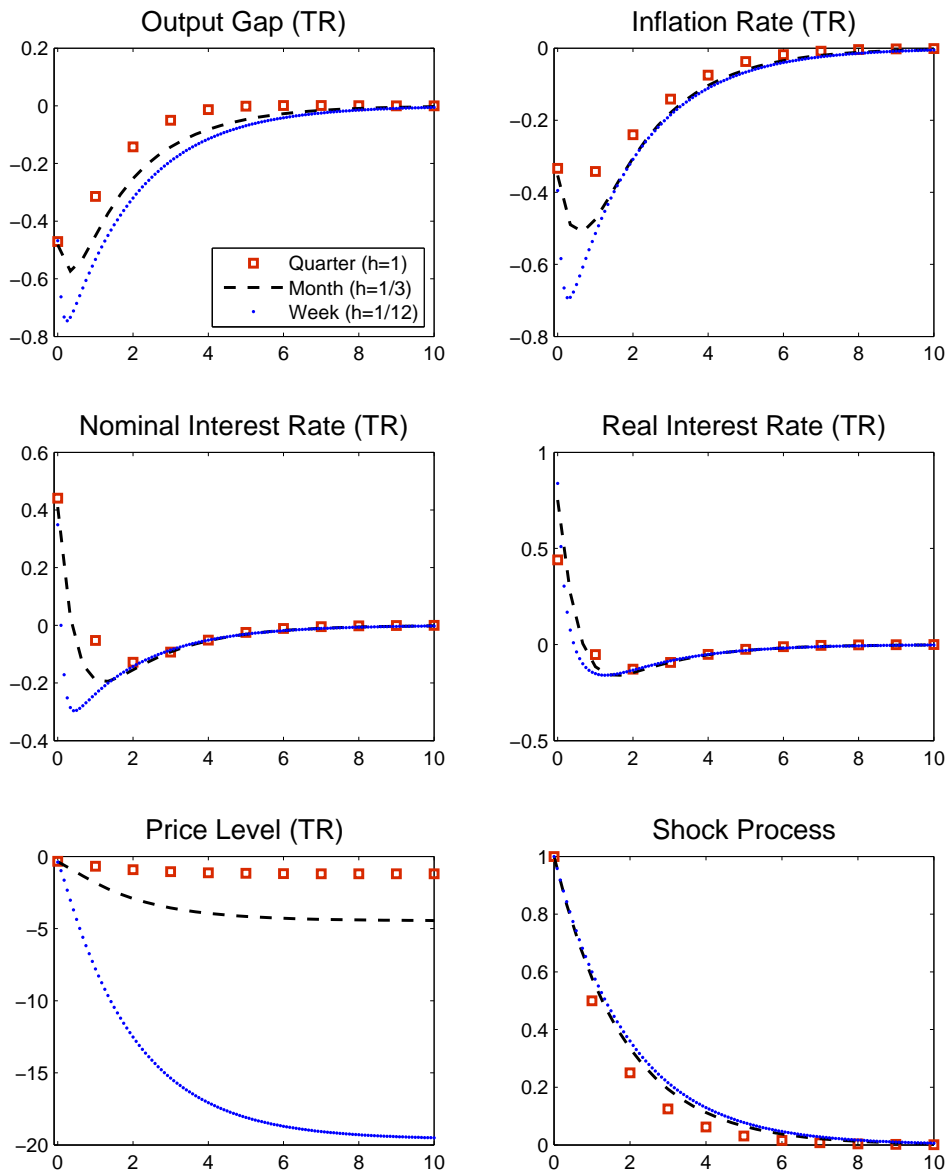 Output Gap (TR)
0.2
0
−0.2
−0.4
−0.6
−0.8
0 2 4 6 8 10
Quarter (h=1)
Month (h=1/3)
Week (h=1/12)
Inflation Rate (TR)
0
−0.2
−0.4
−0.6
−0.8
0 2 4 6 8 10
Nominal Interest Rate (TR)
0.6
0.4
0.2
0
−0.2
−0.4
0 2 4 6 8 10
Real Interest Rate (TR)
1
0.5
0
−0.5
0 2 4 6 8 10
Price Level (TR)
0
−5
−10
−15
−20
0 2 4 6 8 10
Shock Process
1
0.8
0.6
0.4
0.2
0
0 2 4 6 8 10